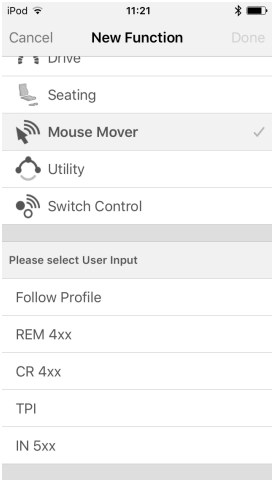 iPod 11:21
Cancel New Function Done
Drive
Seating
Mouse Mover
Utility
Switch Control
Please select User Input
Follow Profile
REM 4xx
CR 4xx
TPI
IN 5xx